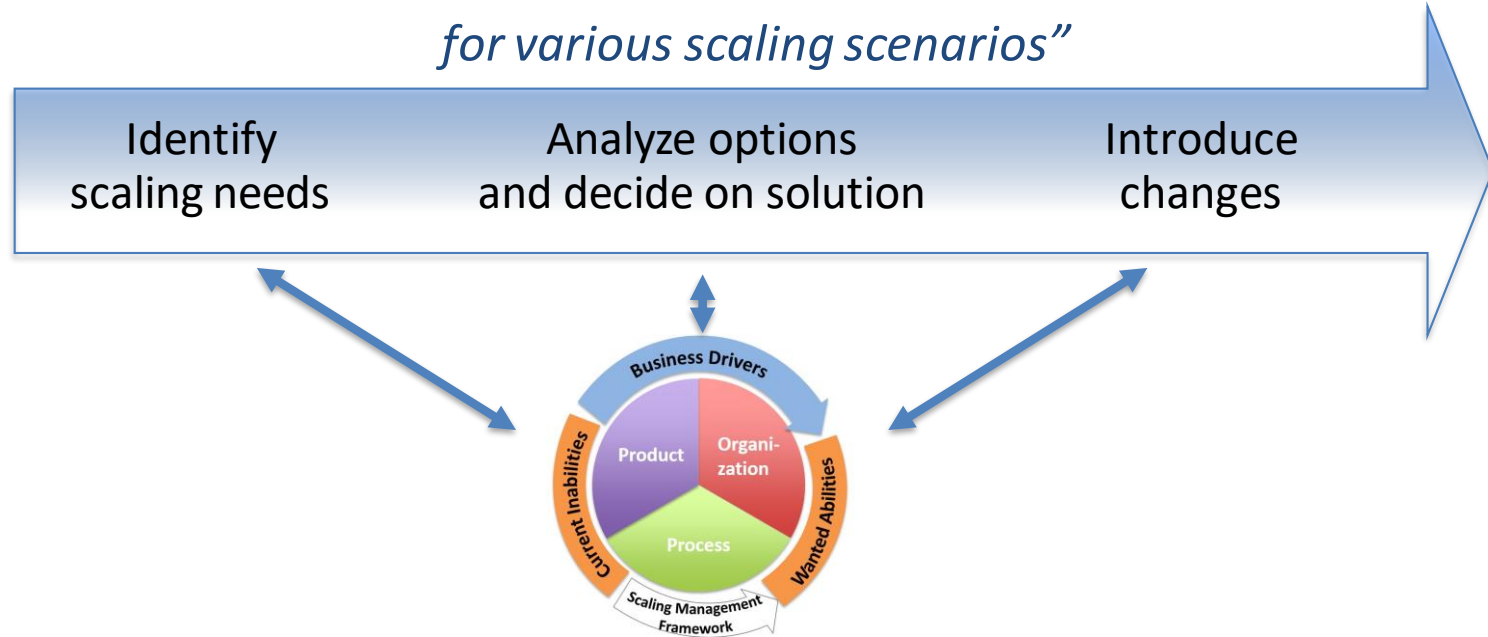 for various scaling scenarios”
Identify
scaling needs
Analyze options
and decide on solution
Introduce
changes
Business Drivers
Product
Organi-
zation
Current Inabilities
Wanted Abilities
Process
Scaling Management
Framework